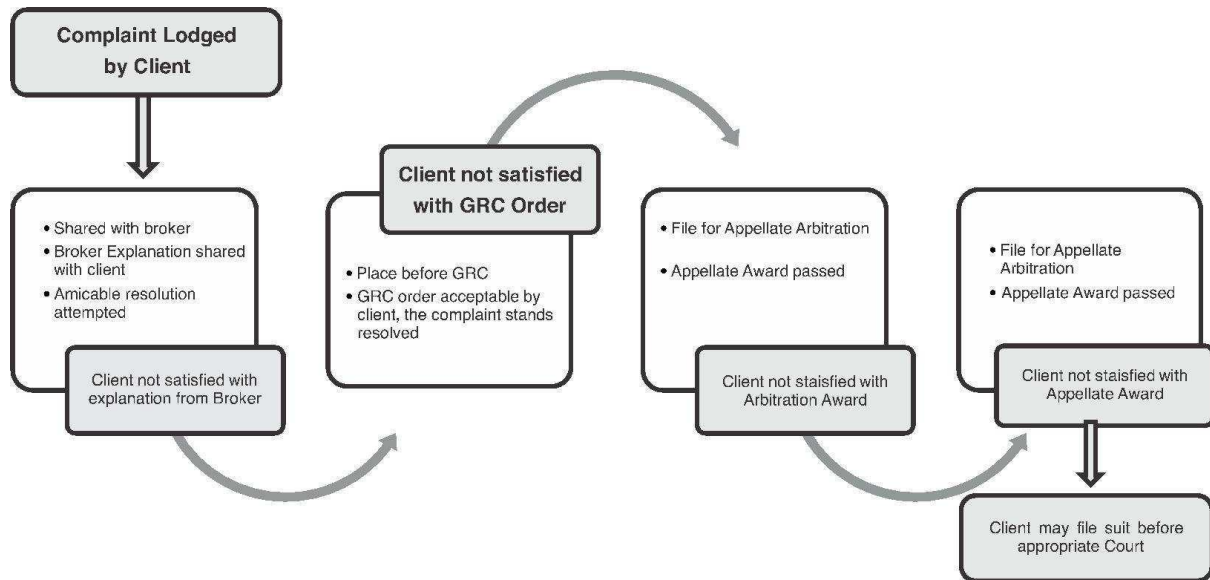 Complaint Lodged
by Client
• Shared with broker
• Broker Explanation shared
with client
• Amicable resolution
attempted
Client not satisfied with
explanation from Broker
Client not satisfied
with GRC Order
• Place before GRC
• GRC order acceptable by
client, the complaint stands
resolved
• File for Appellate Arbitration
• Appellate Award passed
Client not staisfied with
Arbitration Award
• File for Appellate
Arbitration
• Appellate Award passed
Client not staisfied with
Appellate Award
Client may file suit before
appropriate Court